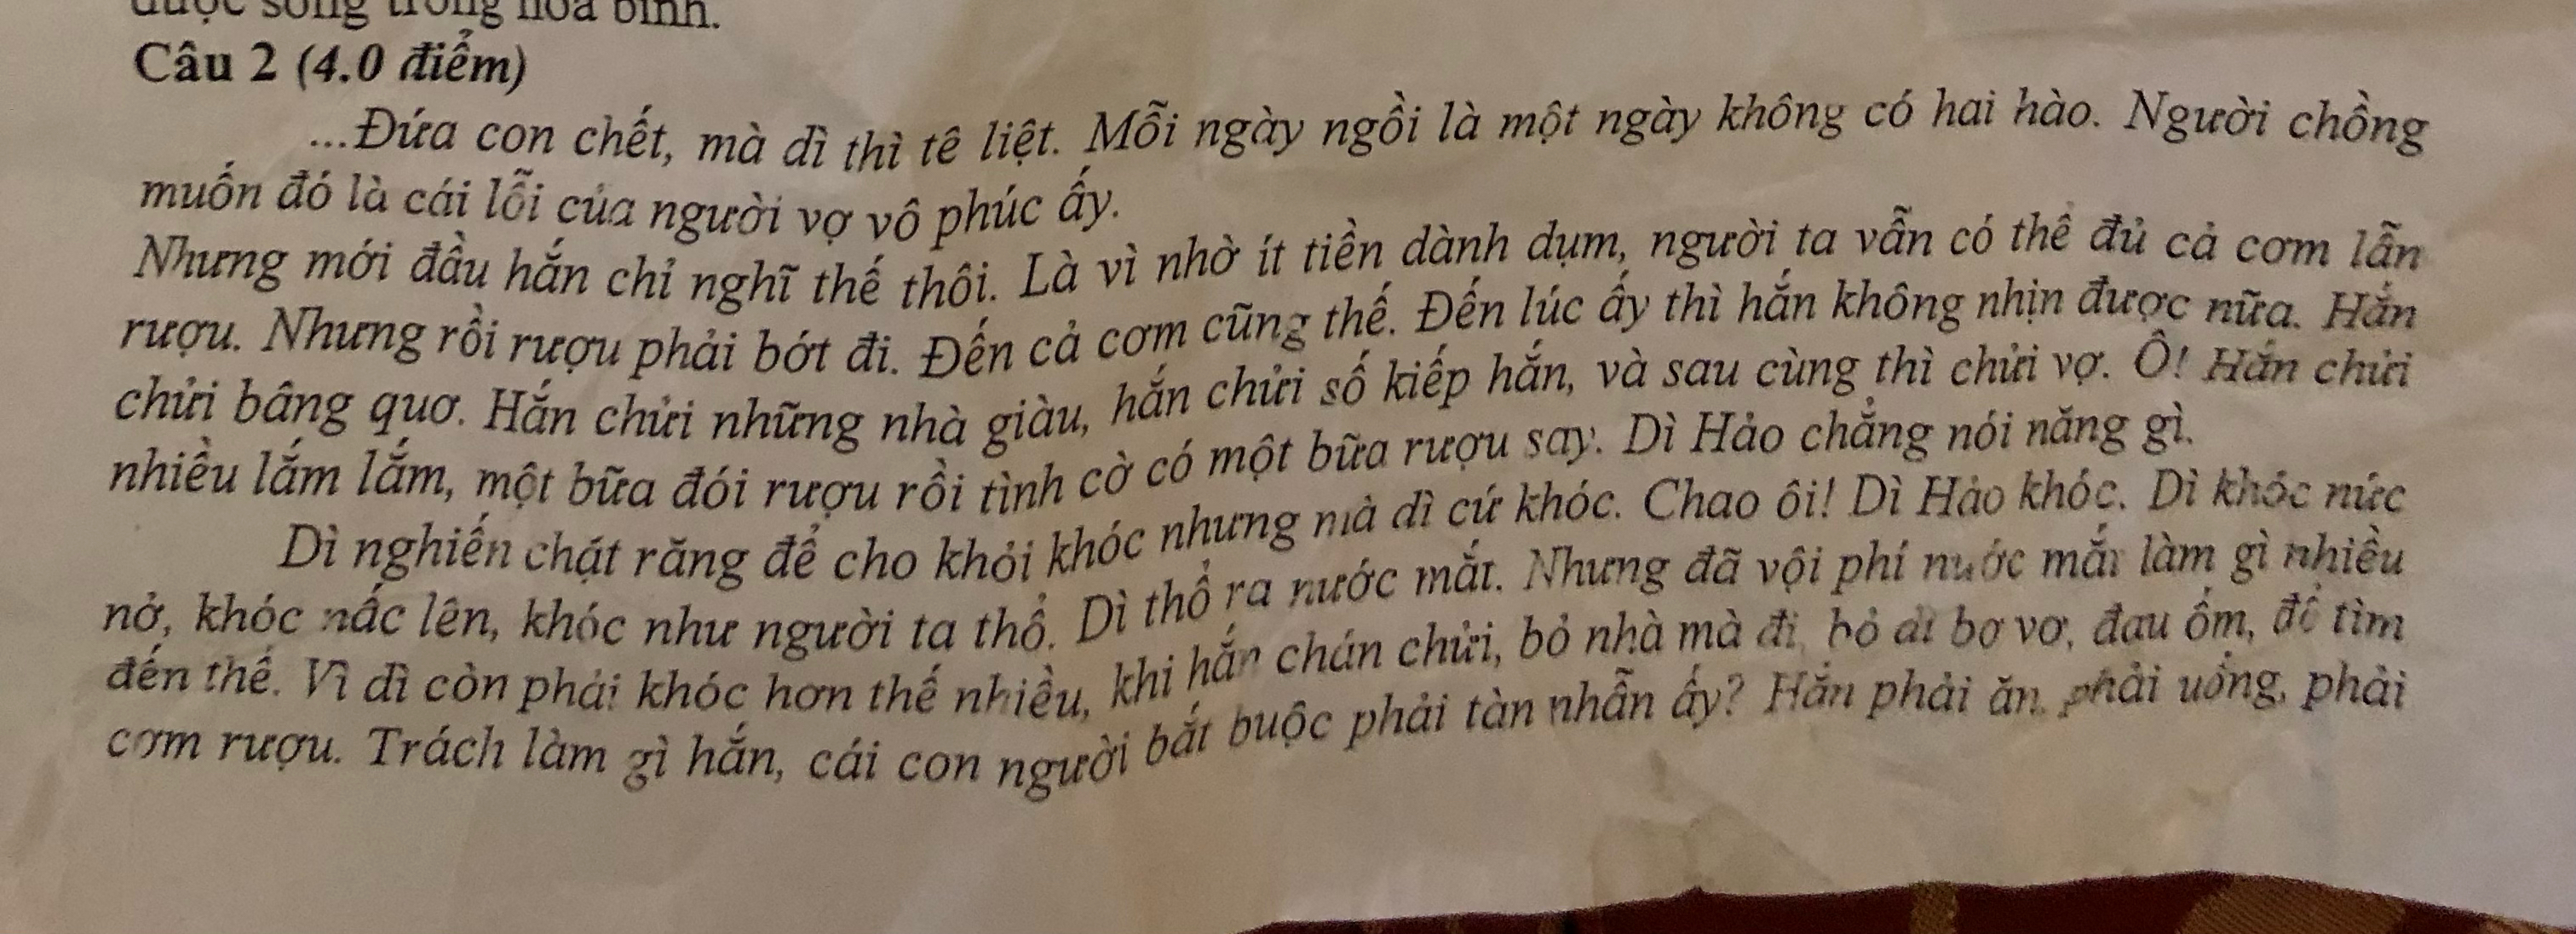 được sống trong hòa bình.
Câu 2 (4.0 điểm)
...Đứa con chết, mà dì thì tê liệt. Mỗi ngày ngồi là một ngày không có hai hào. Người chồng
muốn đó là cái lỗi của người vợ vô phúc ấy.
Nhưng mới đầu hắn chỉ nghĩ thế thôi. Là vì nhờ ít tiền dành dụm, người ta vẫn có thể đủ cả cơm lẫn
rượu. Nhưng rồi rượu phải bớt đi. Đến cả cơm cũng thế. Đến lúc ấy thì hắn không nhịn được nữa. Hắn
chửi bâng quơ. Hắn chửi những nhà giàu, hắn chửi số kiếp hắn, và sau cùng thì chửi vợ. Ô! Hắn chửi
nhiều lắm lắm, một bữa đói rượu rồi tình cờ có một bữa rượu say. Dì Hảo chẳng nói năng gì.
Dì nghiến chặt răng để cho khỏi khóc nhưng mà dì cứ khóc. Chao ôi! Dì Hảo khóc. Dì khóc nức
nở, khóc nấc lên, khóc như người ta thổ. Dì thổ ra nước mắt. Nhưng đã vội phí nước mắt làm gì nhiều
đến thế. Vì dì còn phải khóc hơn thế nhiều, khi hắn chán chửi, bỏ nhà mà đi, bỏ dì bơ vơ, đau ốm, để tìm
cơm rượu. Trách làm gì hắn, cái con người bắt buộc phải tàn nhẫn ấy? Hắn phải ăn, phải uống, phải